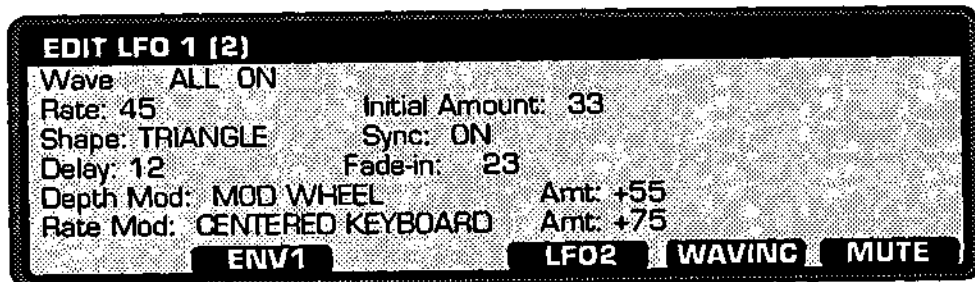 EDIT LFO 1 (2)
Wave ALL ON
Rate: 45 Initial Amount: 33
Shape: TRIANGLE Sync: ON
Delay: 12 Fade-in: 23
Depth Mod: MOD WHEEL Amt: +55
Rate Mod: CENTERED KEYBOARD Amt: +75
ENV1 LFO2 WAVINC MUTE